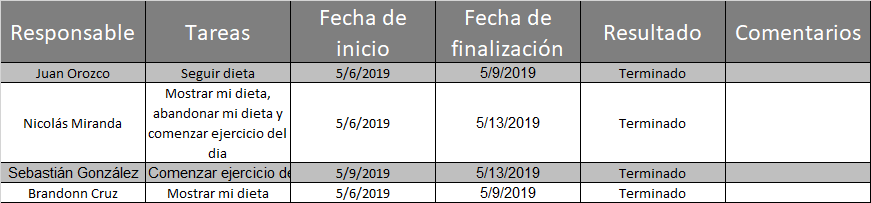 Responsable Tareas Fecha de inicio Fecha de finalización Resultado Comentarios
Juan Orozco Seguir dieta 5/6/2019 5/9/2019 Terminado
Nicolás Miranda Mostrar mi dieta, abandonar mi dieta y comenzar ejercicio del dia 5/6/2019 5/13/2019 Terminado
Sebastián González Comenzar ejercicio de 5/9/2019 5/13/2019 Terminado
Brandonn Cruz Mostrar mi dieta 5/6/2019 5/9/2019 Terminado